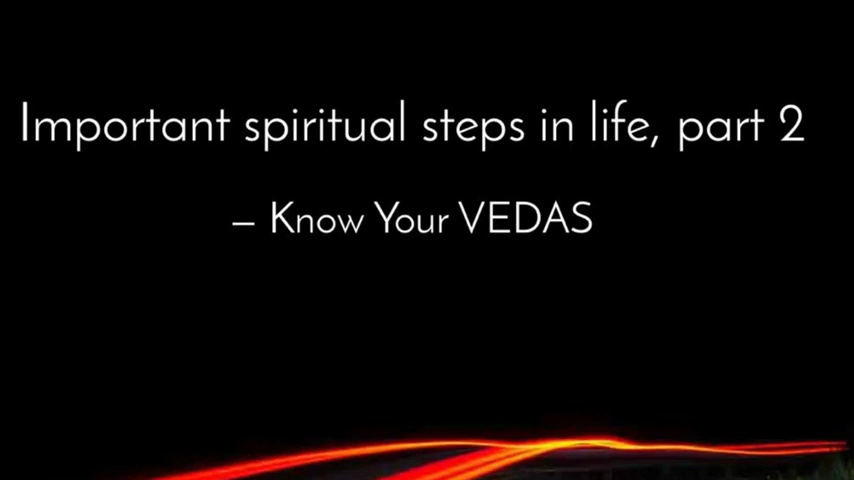 Important spiritual steps in life, part 2
– Know Your VEDAS